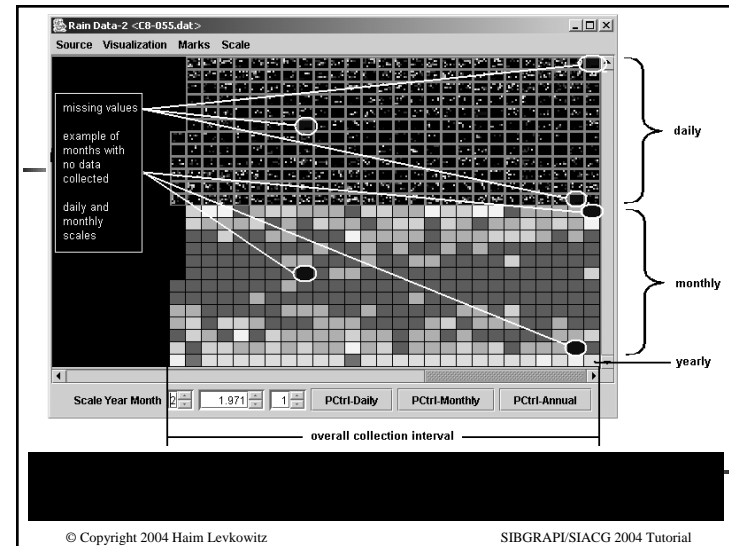 Rain Data-2 <C8-055.dat>
Source Visualization Marks Scale
missing values
example of
months with
no data
collected
daily and
monthly
scales
daily
monthly
yearly
Scale Year Month 2 1.971 1 PCtrl-Daily PCtrl-Monthly PCtrl-Annual
overall collection interval
© Copyright 2004 Haim Levkowitz SIBGRAPI/SIACG 2004 Tutorial